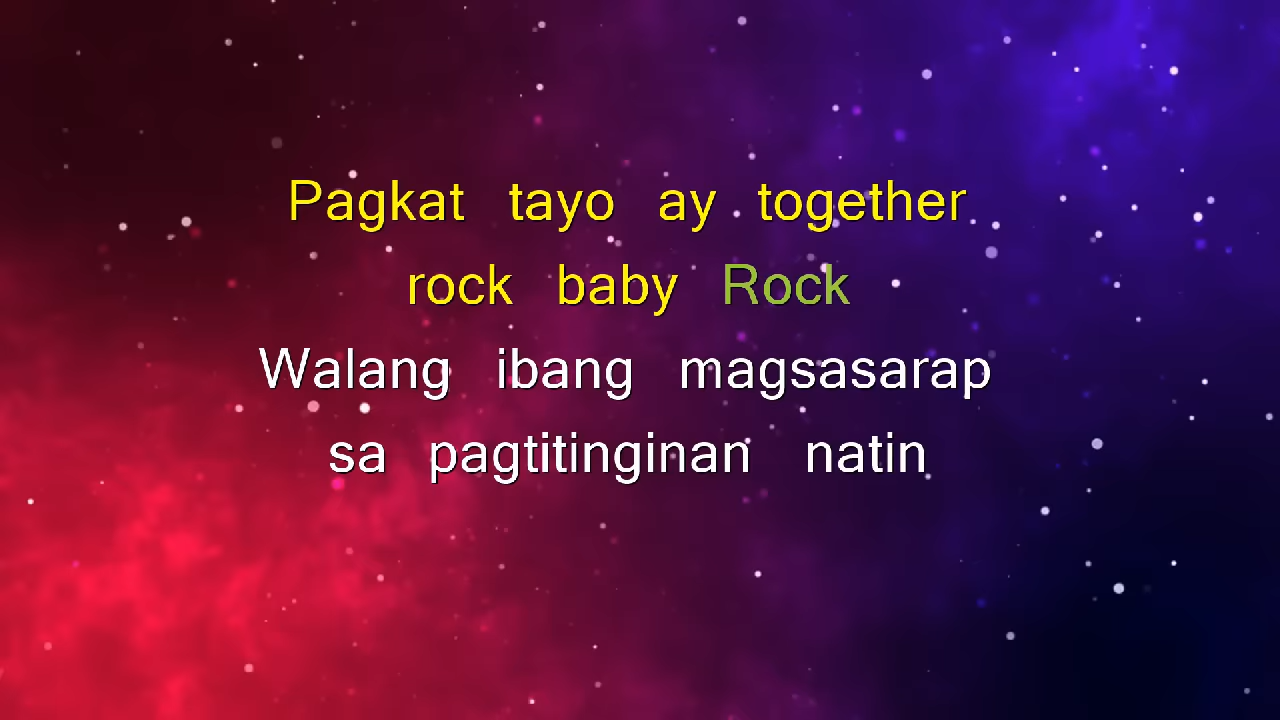 Pagkat tayo ay together
rock baby Rock
Walang ibang magsasarap
sa pagtitinginan natin